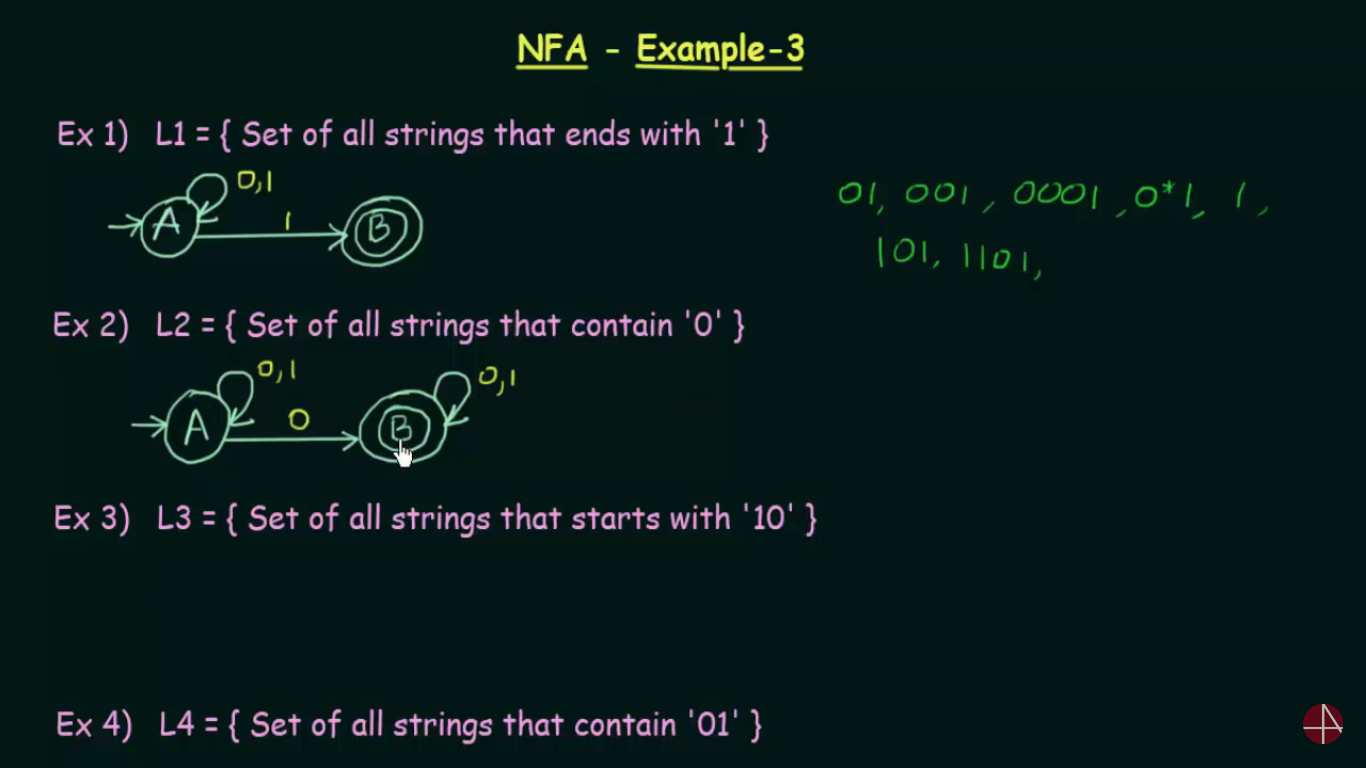 NFA - Example-3
Ex 1) L1 = { Set of all strings that ends with '1' }
0,1
A
1
B
01, 001, 0001, 0*1, 1,
101, 1101,
Ex 2) L2 = { Set of all strings that contain '0' }
0,1
0,1
A
0
B
Ex 3) L3 = { Set of all strings that starts with '10' }
Ex 4) L4 = { Set of all strings that contain '01' }